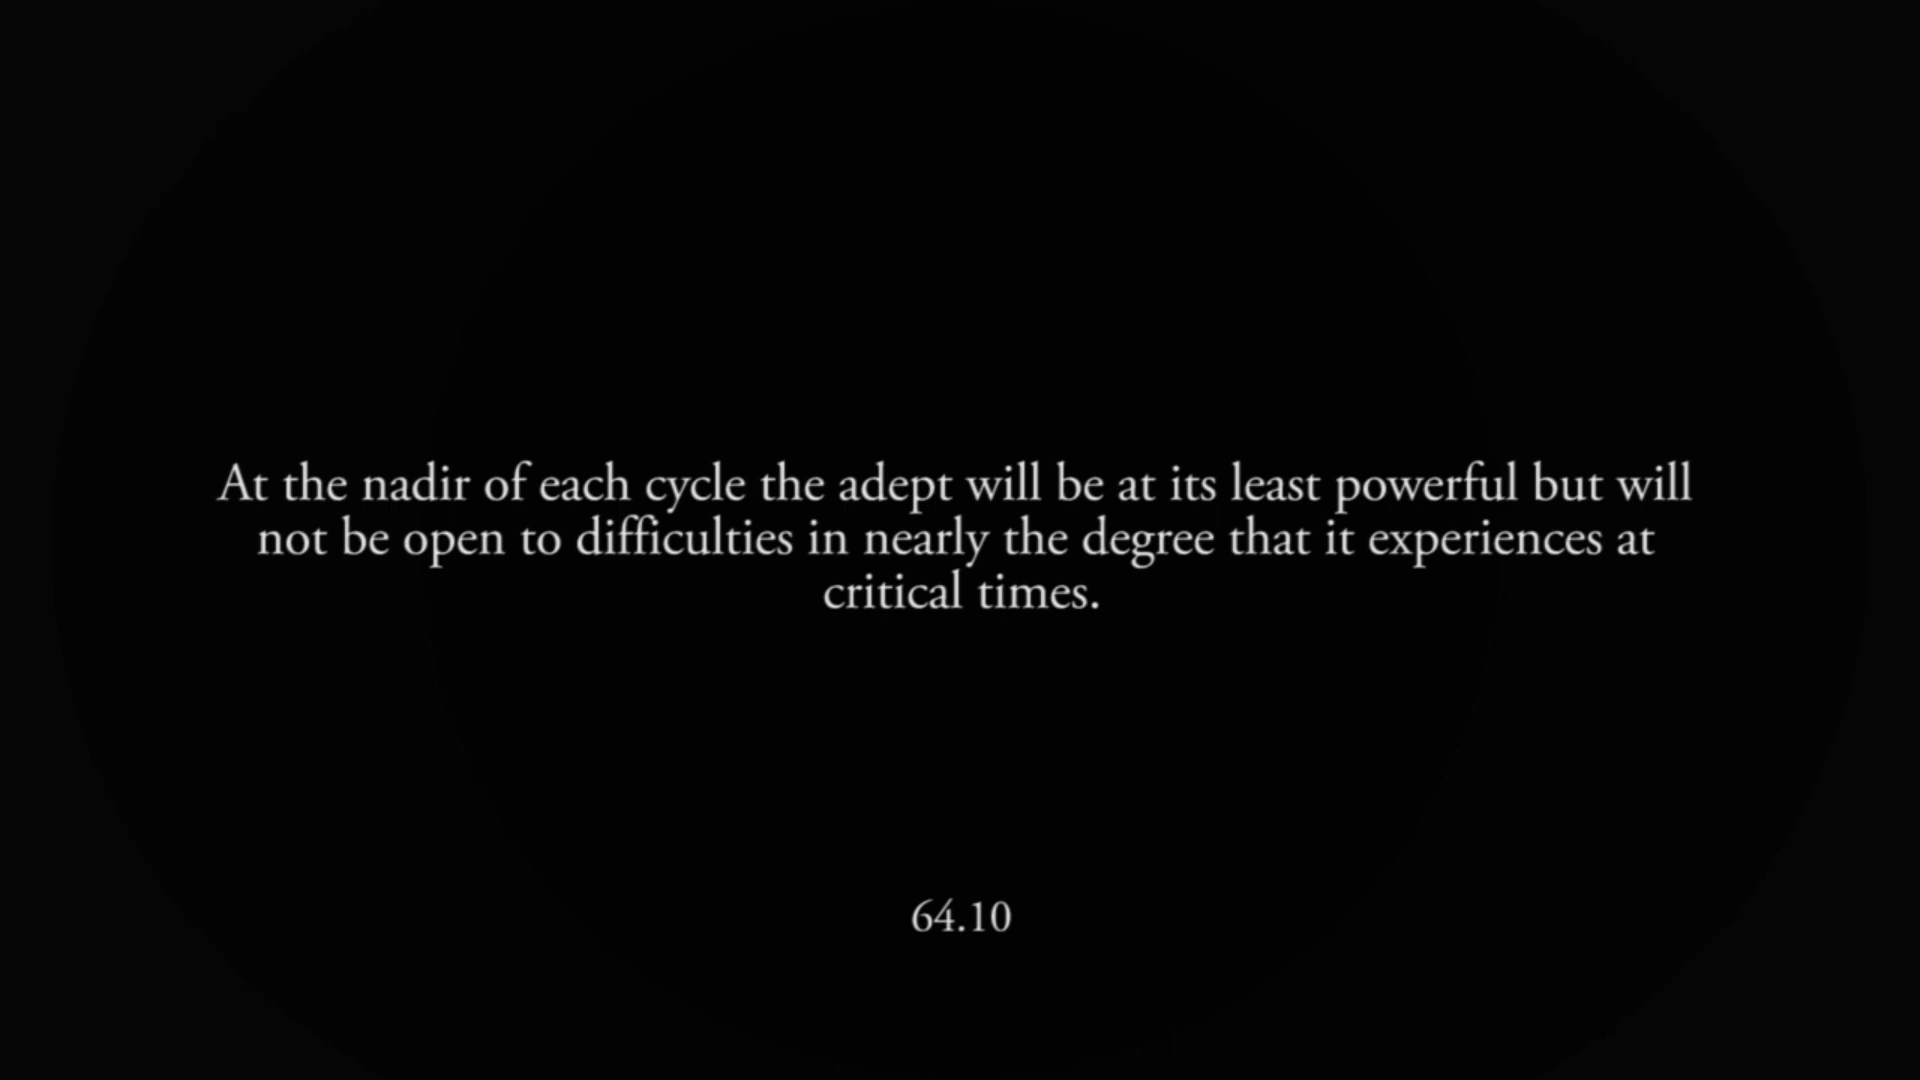 At the nadir of each cycle the adept will be at its least powerful but will
not be open to difficulties in nearly the degree that it experiences at
critical times.
64.10